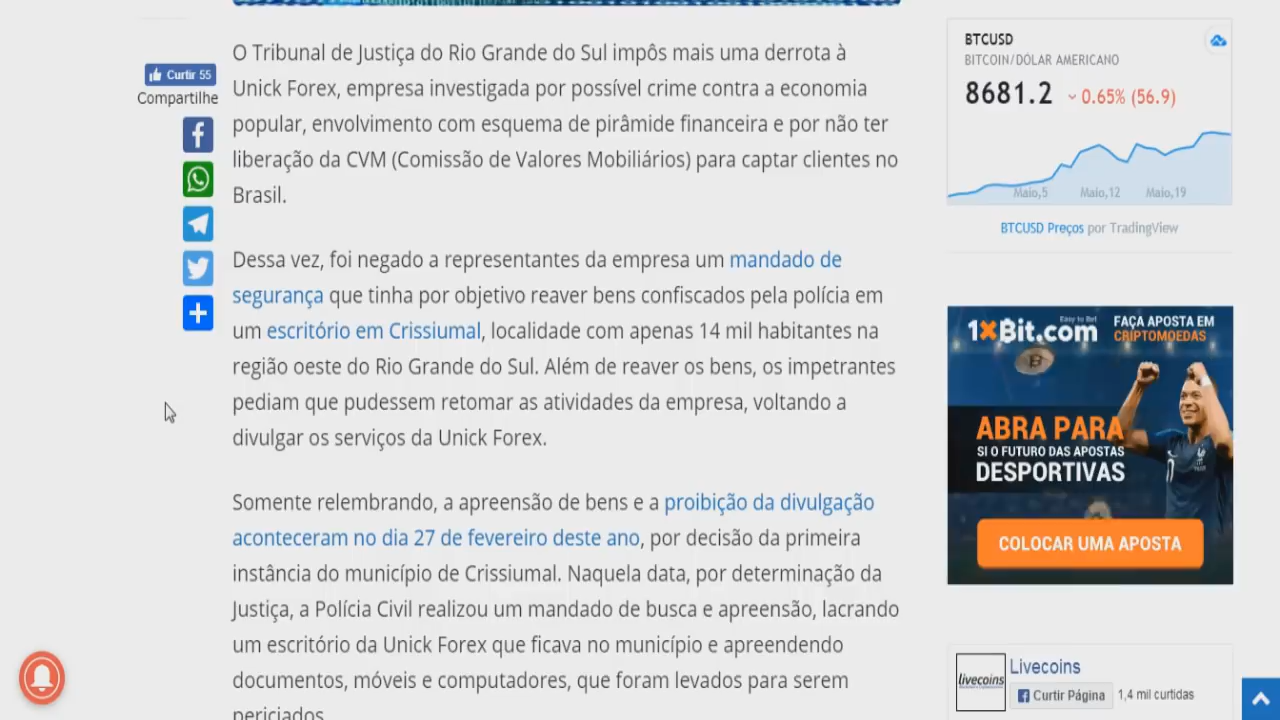 Curtir 55
Compartilhe
O Tribunal de Justiça do Rio Grande do Sul impôs mais uma derrota à
Unick Forex, empresa investigada por possível crime contra a economia
popular, envolvimento com esquema de pirâmide financeira e por não ter
liberação da CVM (Comissão de Valores Mobiliários) para captar clientes no
Brasil.
Dessa vez, foi negado a representantes da empresa um mandado de
segurança que tinha por objetivo reaver bens confiscados pela polícia em
um escritório em Crissiumal, localidade com apenas 14 mil habitantes na
região oeste do Rio Grande do Sul. Além de reaver os bens, os impetrantes
pediam que pudessem retomar as atividades da empresa, voltando a
divulgar os serviços da Unick Forex.
Somente relembrando, a apreensão de bens e a proibição da divulgação
aconteceram no dia 27 de fevereiro deste ano, por decisão da primeira
instância do município de Crissiumal. Naquela data, por determinação da
Justiça, a Polícia Civil realizou um mandado de busca e apreensão, lacrando
um escritório da Unick Forex que ficava no município e apreendendo
documentos, móveis e computadores, que foram levados para serem
periciados.
BTCUSD
BITCOIN/DÓLAR AMERICANO
8681.2 0.65% (56.9)
Maio,5 Maio,12 Maio,19
BTCUSD Preços por TradingView
Easy to Bet
1XBit.com
FAÇA APOSTA EM
CRIPTOMOEDAS
ABRA PARA
SI O FUTURO DAS APOSTAS
DESPORTIVAS
COLOCAR UMA APOSTA
livecoins
Livecoins
Curtir Página 1,4 mil curtidas